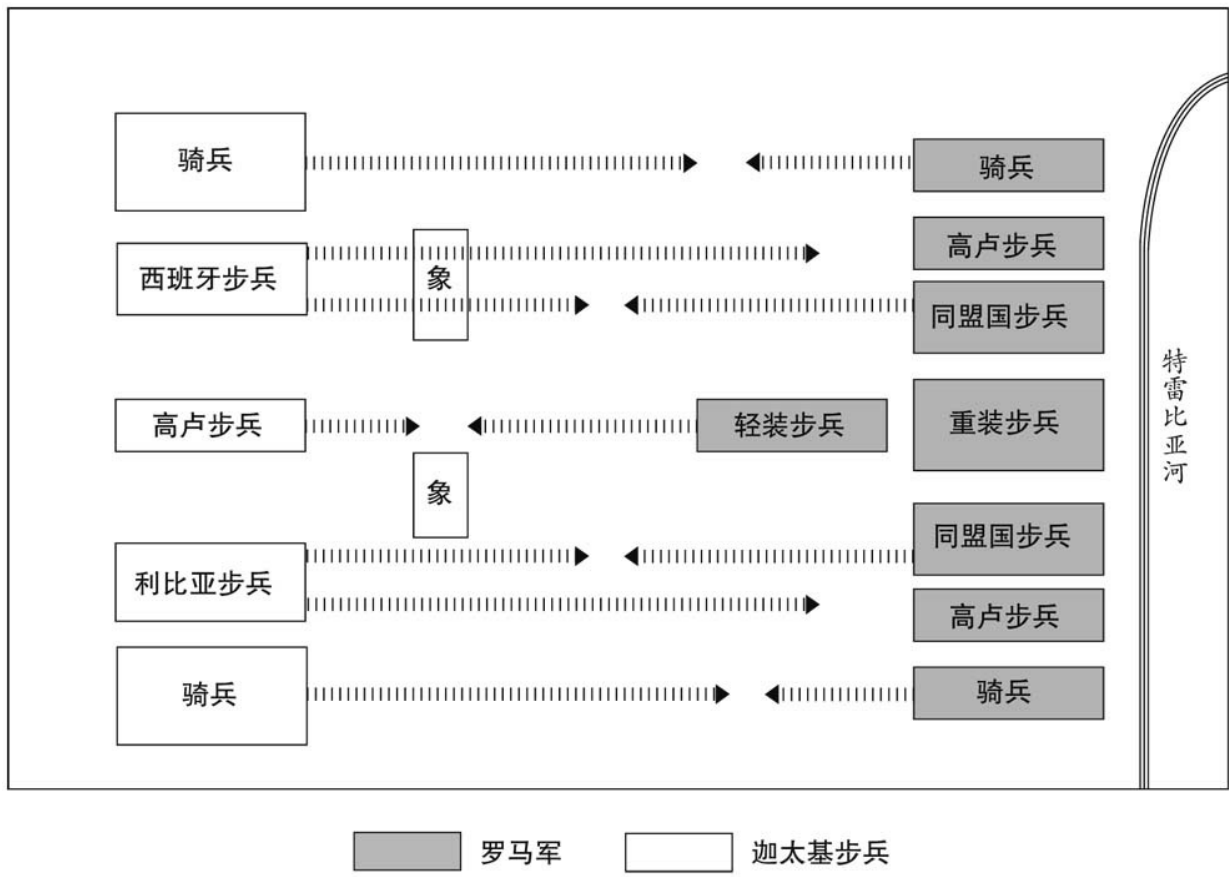 骑兵
骑兵
高卢步兵
西班牙步兵
象
同盟国步兵
高卢步兵
轻装步兵
重装步兵
特雷比亚河
象
同盟国步兵
利比亚步兵
高卢步兵
骑兵
骑兵
罗马军
迦太基步兵